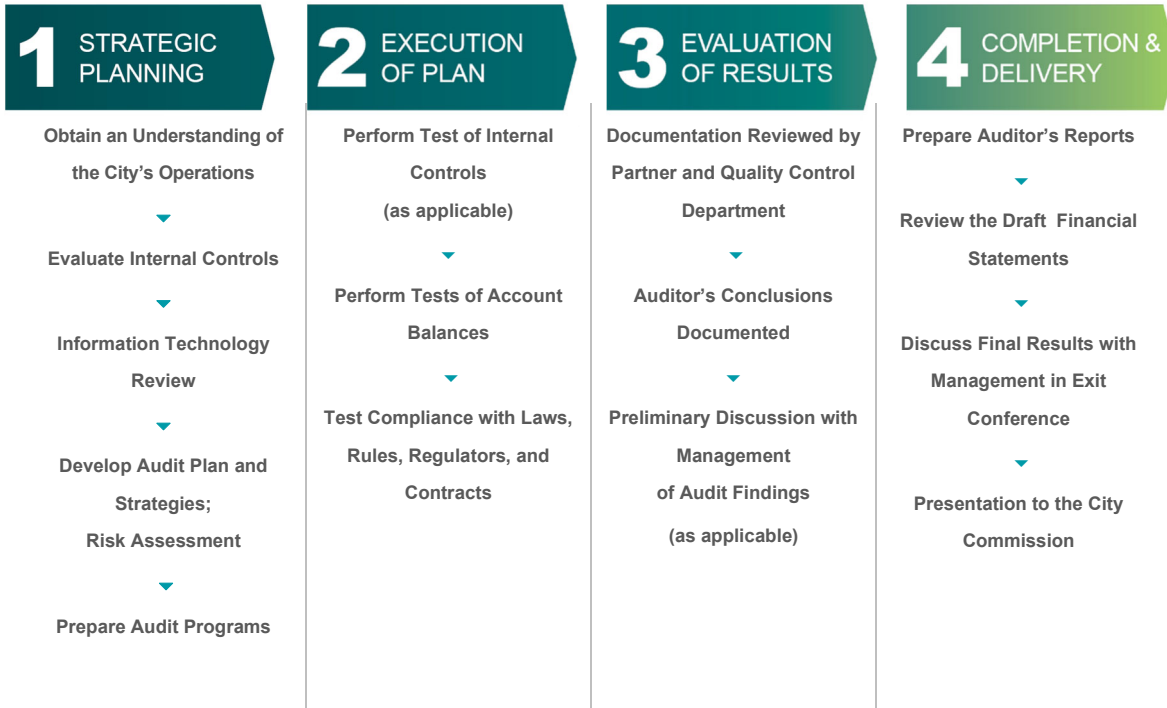 1 STRATEGIC
PLANNING
Obtain an Understanding of
the City's Operations
Evaluate Internal Controls
Information Technology
Review
Develop Audit Plan and
Strategies;
Risk Assessment
Prepare Audit Programs
2 EXECUTION
OF PLAN
Perform Test of Internal
Controls
(as applicable)
Perform Tests of Account
Balances
Test Compliance with Laws,
Rules, Regulators, and
Contracts
3 EVALUATION
OF RESULTS
Documentation Reviewed by
Partner and Quality Control
Department
Auditor's Conclusions
Documented
Preliminary Discussion with
Management
of Audit Findings
(as applicable)
4 COMPLETION &
DELIVERY
Prepare Auditor's Reports
Review the Draft Financial
Statements
Discuss Final Results with
Management in Exit
Conference
Presentation to the City
Commission